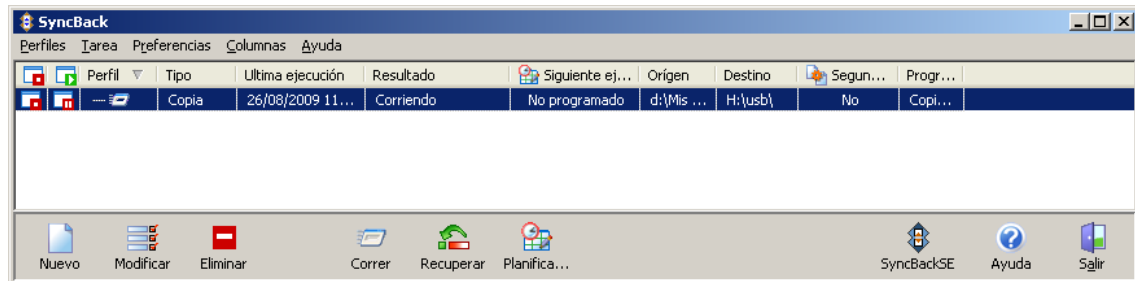 SyncBack
Perfiles Tarea Preferencias Columnas Ayuda
Perfil Tipo Ultima ejecución Resultado Siguiente ej... Orígen Destino Segun... Progr...
Copia 26/08/2009 11... Corriendo No programado d:\Mis ... H:\usb\ No Copi...
Nuevo Modificar Eliminar Correr Recuperar Planifica... SyncBackSE Ayuda Salir